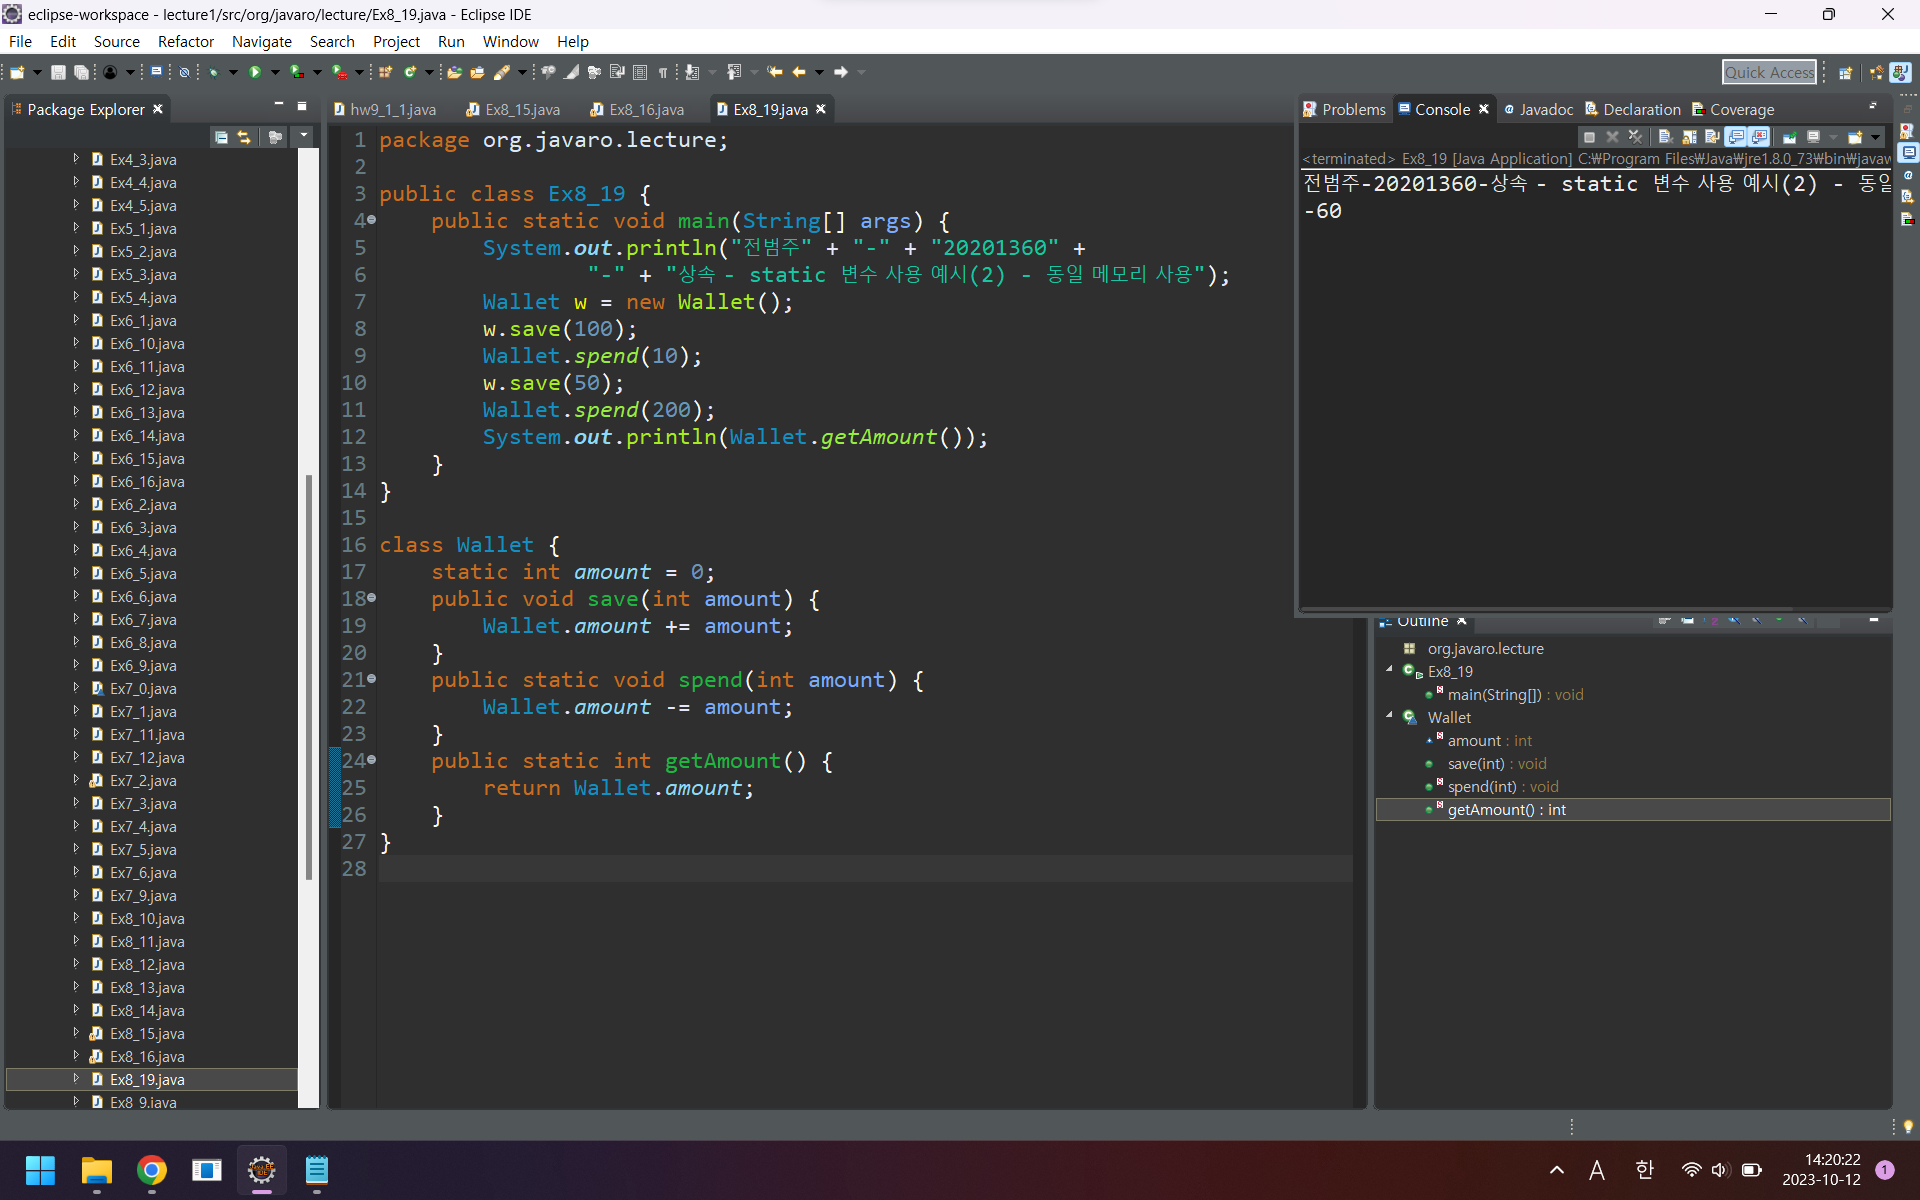 eclipse-workspace - lecture1/src/org/javaro/lecture/Ex8_19.java - Eclipse IDE
File Edit Source Refactor Navigate Search Project Run Window Help
Quick Access
Package Explorer
Ex4_3.java
Ex4_4.java
Ex4_5.java
Ex5_1.java
Ex5_2.java
Ex5_3.java
Ex5_4.java
Ex6_1.java
Ex6_10.java
Ex6_11.java
Ex6_12.java
Ex6_13.java
Ex6_14.java
Ex6_15.java
Ex6_16.java
Ex6_2.java
Ex6_3.java
Ex6_4.java
Ex6_5.java
Ex6_6.java
Ex6_7.java
Ex6_8.java
Ex6_9.java
Ex7_0.java
Ex7_1.java
Ex7_11.java
Ex7_12.java
Ex7_2.java
Ex7_3.java
Ex7_4.java
Ex7_5.java
Ex7_6.java
Ex7_9.java
Ex8_10.java
Ex8_11.java
Ex8_12.java
Ex8_13.java
Ex8_14.java
Ex8_15.java
Ex8_16.java
Ex8_19.java
Ex8_9.java
hw9_1_1.java Ex8_15.java Ex8_16.java Ex8_19.java
1 package org.javaro.lecture;
2
3 public class Ex8_19 {
4 public static void main(String[] args) {
5 System.out.println("전범주" + "-" + "20201360" +
6 "-" + "상속 - static 변수 사용 예시(2) - 동일 메모리 사용");
7 Wallet w = new Wallet();
8 w.save(100);
9 Wallet.spend(10);
10 w.save(50);
11 Wallet.spend(200);
12 System.out.println(Wallet.getAmount());
13 }
14 }
15
16 class Wallet {
17 static int amount = 0;
18 public void save(int amount) {
19 Wallet.amount += amount;
20 }
21 public static void spend(int amount) {
22 Wallet.amount -= amount;
23 }
24 public static int getAmount() {
25 return Wallet.amount;
26 }
27 }
28
Problems Console Javadoc Declaration Coverage
<terminated> Ex8_19 [Java Application] C:₩Program Files₩Java₩jre1.8.0_73₩bin₩javaw
전범주-20201360-상속 - static 변수 사용 예시(2) - 동일
-60
Outline
org.javaro.lecture
Ex8_19
main(String[]) : void
Wallet
amount : int
save(int) : void
spend(int) : void
getAmount() : int
A 한 14:20:22
2023-10-12
1